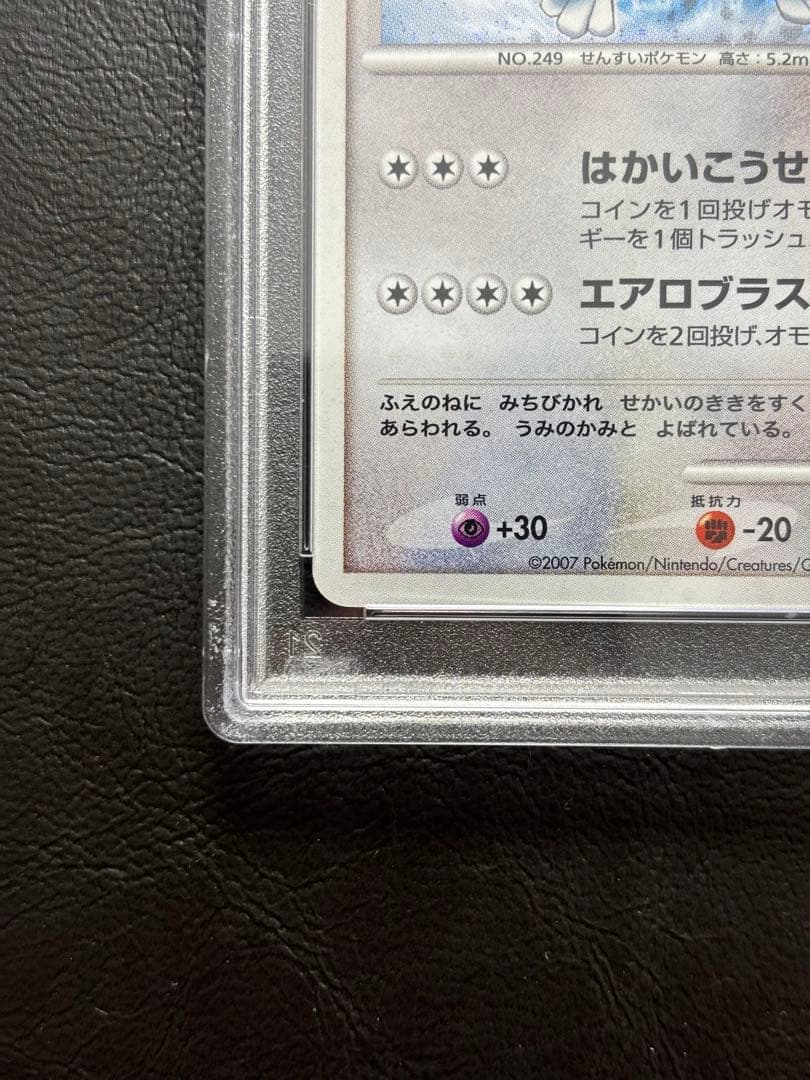 NO.249 せんすいポケモン 高さ：5.2m
はかいこうせ
コインを1回投げオモ
ギーを1個トラッシュ
エアロブラス
コインを2回投げ、オモ
ふえのねに みちびかれ せかいのききをすく
あらわれる。 うみのかみと よばれている。
弱点 抵抗力
+30 -20
©2007 Pokémon/Nintendo/Creatures/G